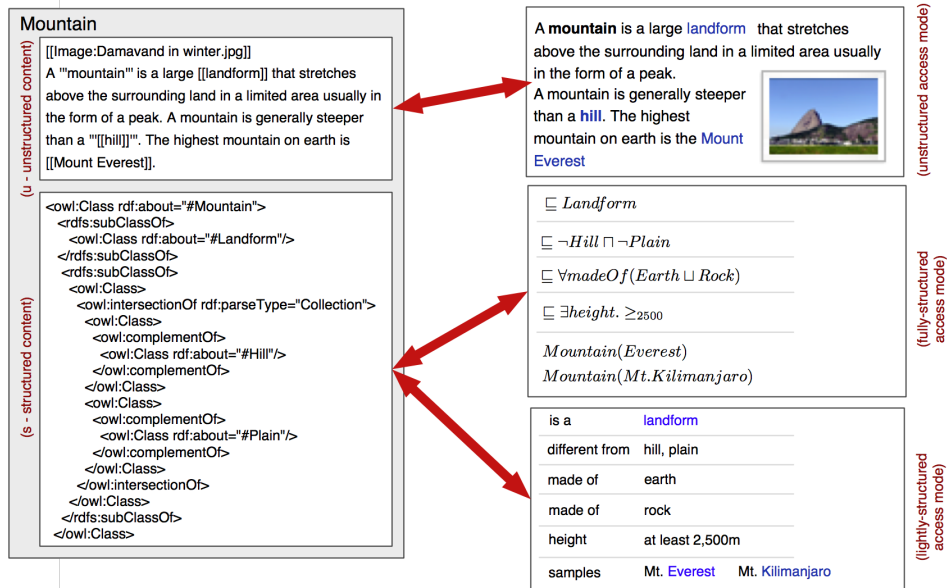 Mountain
(u - unstructured content)
[[Image:Damavand in winter.jpg]]
A '''mountain''' is a large [[landform]] that stretches
above the surrounding land in a limited area usually in
the form of a peak. A mountain is generally steeper
than a '''[[hill]]'''. The highest mountain on earth is
[[Mount Everest]].
(s - structured content)
<owl:Class rdf:about="#Mountain">
<rdfs:subClassOf>
<owl:Class rdf:about="#Landform"/>
</rdfs:subClassOf>
<rdfs:subClassOf>
<owl:Class>
<owl:intersectionOf rdf:parseType="Collection">
<owl:Class>
<owl:complementOf>
<owl:Class rdf:about="#Hill"/>
</owl:complementOf>
</owl:Class>
<owl:Class>
<owl:complementOf>
<owl:Class rdf:about="#Plain"/>
</owl:complementOf>
</owl:Class>
</owl:intersectionOf>
</owl:Class>
</rdfs:subClassOf>
</owl:Class>
A mountain is a large landform that stretches
above the surrounding land in a limited area usually
in the form of a peak.
A mountain is generally steeper
than a hill. The highest
mountain on earth is the Mount
Everest
(unstructured access mode)
⊑ Landform
⊑ ¬Hill ⊓ ¬Plain
⊑ ∀madeOf(Earth ⊔ Rock)
⊑ ∃height. ≥2500
Mountain(Everest)
Mountain(Mt.Kilimanjaro)
(fully-structured
access mode)
is a landform
different from hill, plain
made of earth
made of rock
height at least 2,500m
samples Mt. Everest Mt. Kilimanjaro
(lightly-structured
access mode)